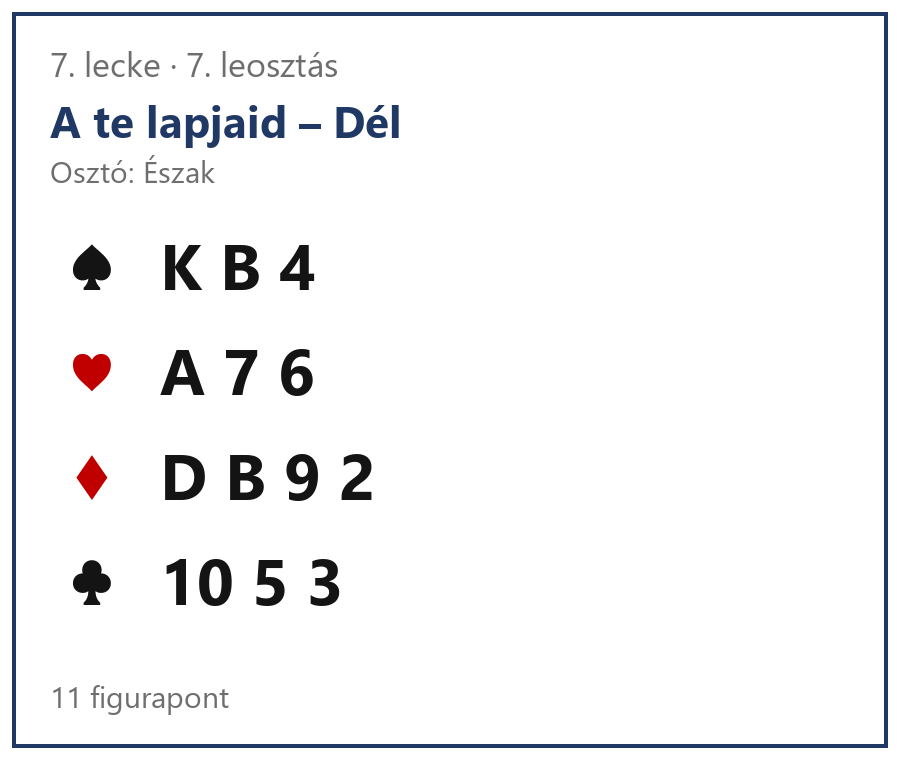 7. lecke · 7. leosztás
A te lapjaid – Dél
Osztó: Észak
♠ K B 4
♥ A 7 6
♦ D B 9 2
♣ 10 5 3
11 figurapont